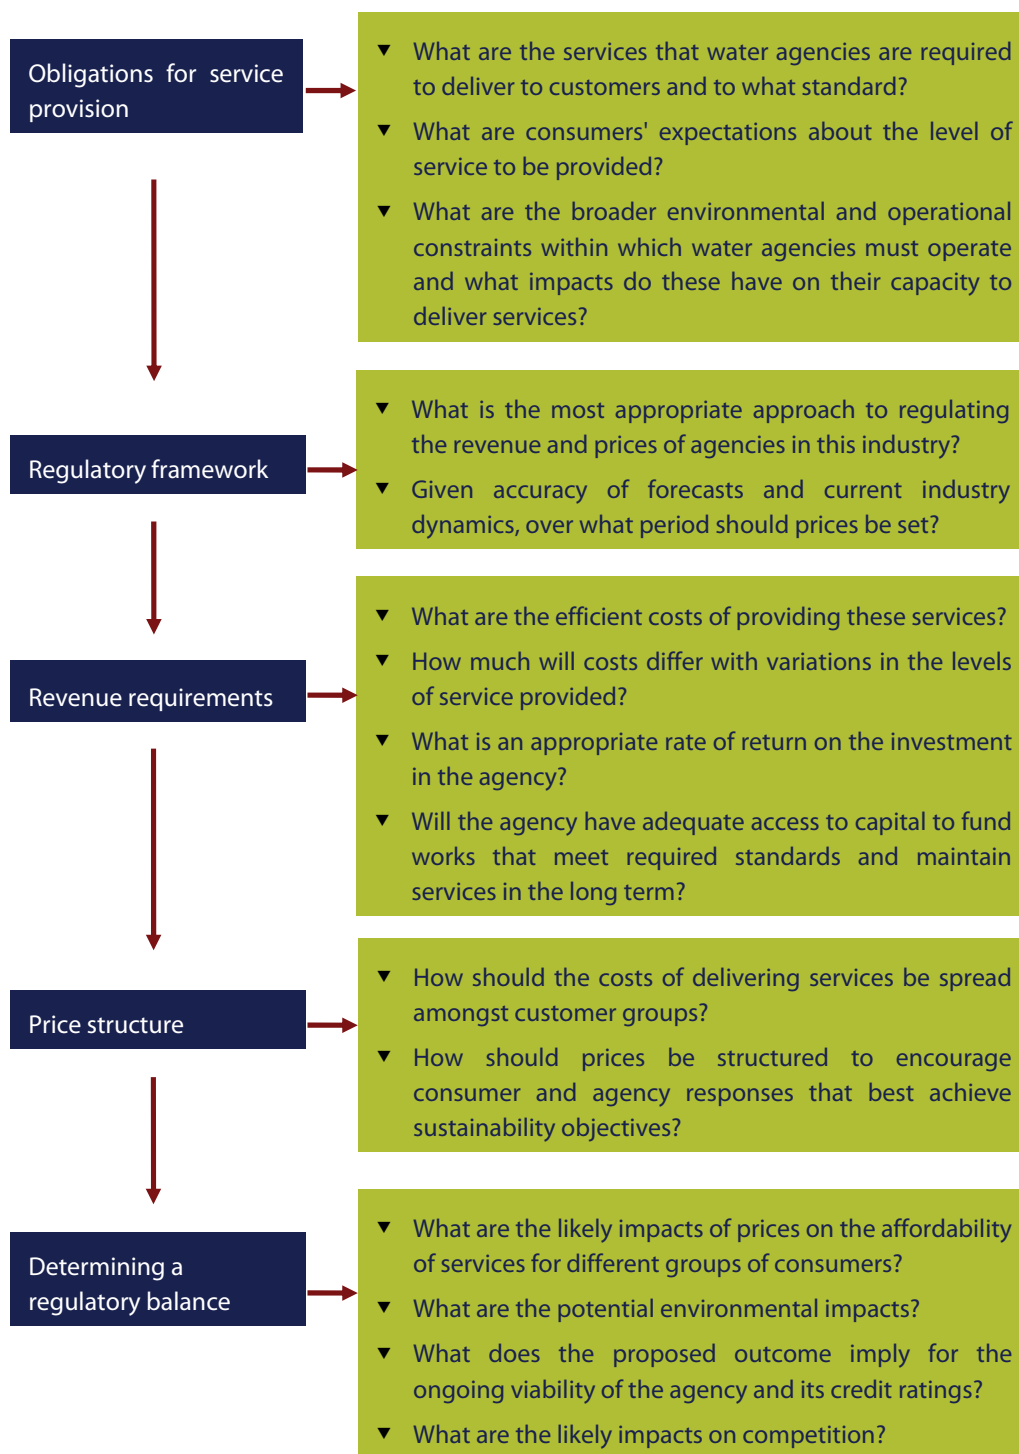 Obligations for service
provision
▼ What are the services that water agencies are required
to deliver to customers and to what standard?
▼ What are consumers' expectations about the level of
service to be provided?
▼ What are the broader environmental and operational
constraints within which water agencies must operate
and what impacts do these have on their capacity to
deliver services?
Regulatory framework
▼ What is the most appropriate approach to regulating
the revenue and prices of agencies in this industry?
▼ Given accuracy of forecasts and current industry
dynamics, over what period should prices be set?
Revenue requirements
▼ What are the efficient costs of providing these services?
▼ How much will costs differ with variations in the levels
of service provided?
▼ What is an appropriate rate of return on the investment
in the agency?
▼ Will the agency have adequate access to capital to fund
works that meet required standards and maintain
services in the long term?
Price structure
▼ How should the costs of delivering services be spread
amongst customer groups?
▼ How should prices be structured to encourage
consumer and agency responses that best achieve
sustainability objectives?
Determining a
regulatory balance
▼ What are the likely impacts of prices on the affordability
of services for different groups of consumers?
▼ What are the potential environmental impacts?
▼ What does the proposed outcome imply for the
ongoing viability of the agency and its credit ratings?
▼ What are the likely impacts on competition?